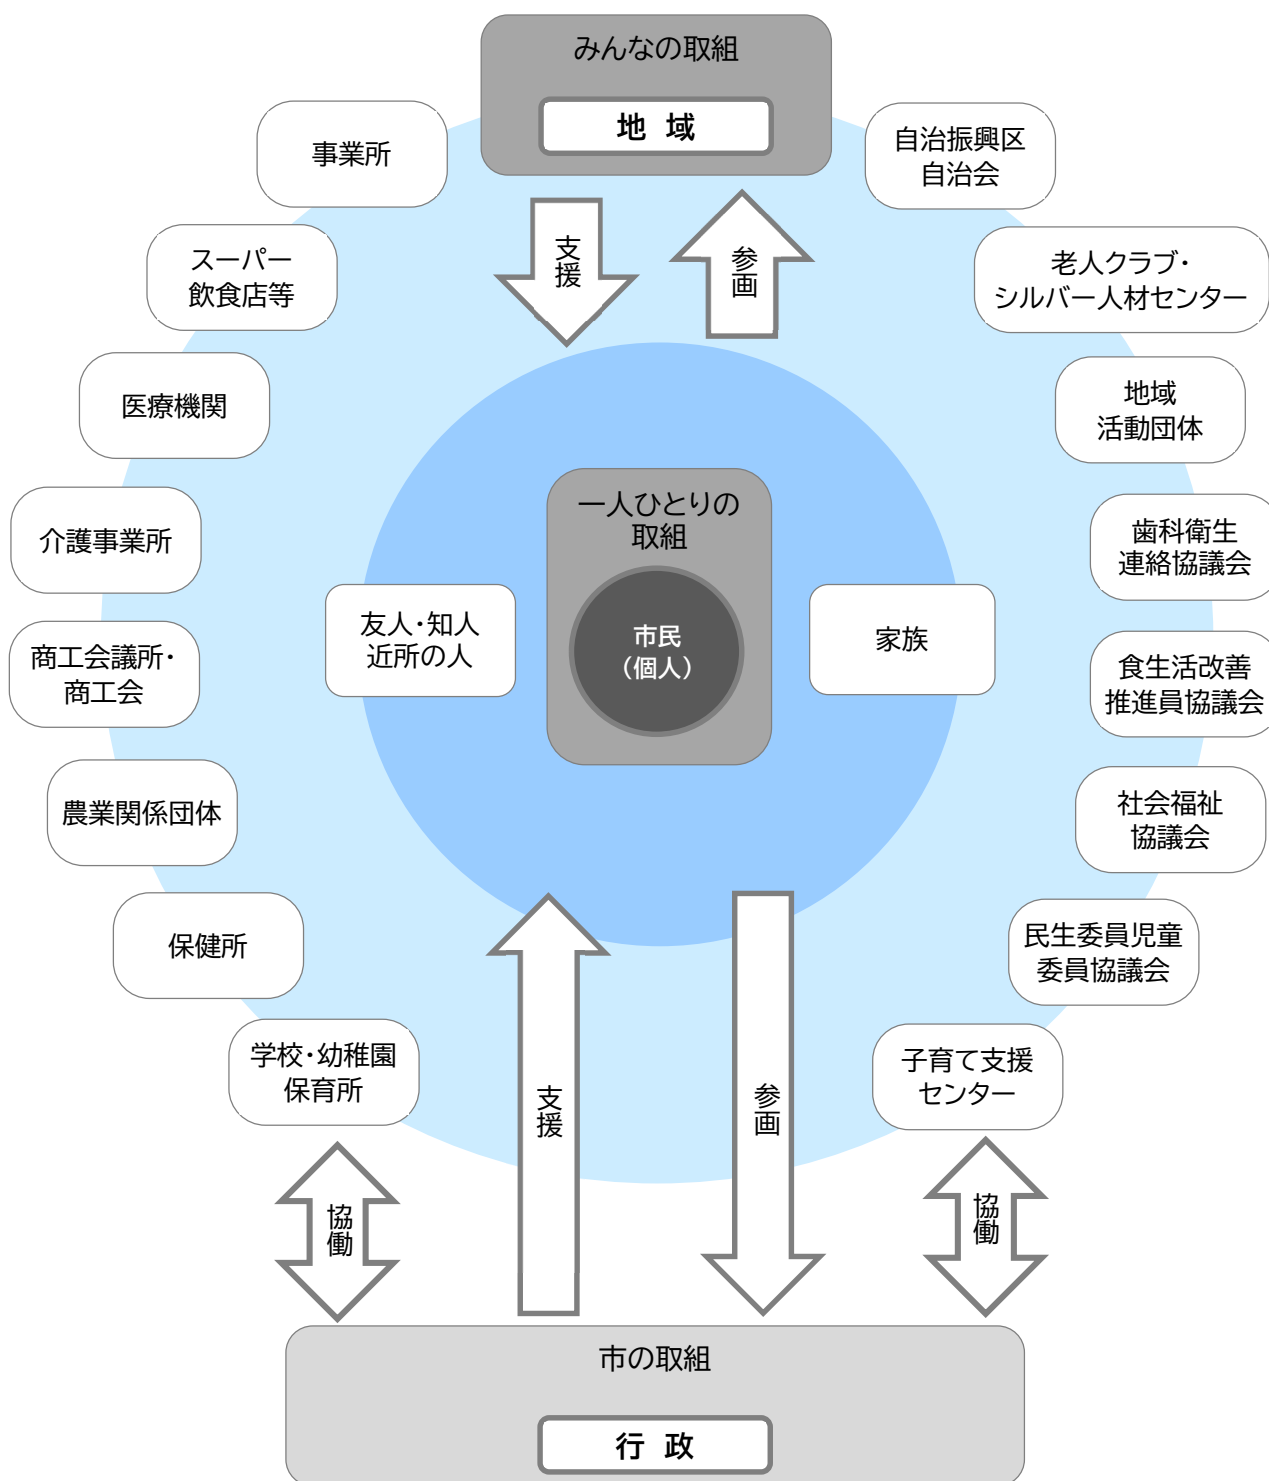 みんなの取組
地 域
事業所
自治振興区
自治会
スーパー
飲食店等
老人クラブ・
シルバー人材センター
支援
参画
医療機関
地域
活動団体
介護事業所
一人ひとりの
取組
歯科衛生
連絡協議会
友人・知人
近所の人
市民
（個人）
家族
商工会議所・
商工会
食生活改善
推進員協議会
農業関係団体
社会福祉
協議会
保健所
民生委員児童
委員協議会
学校・幼稚園
保育所
子育て支援
センター
支援
参画
協働
協働
市の取組
行 政